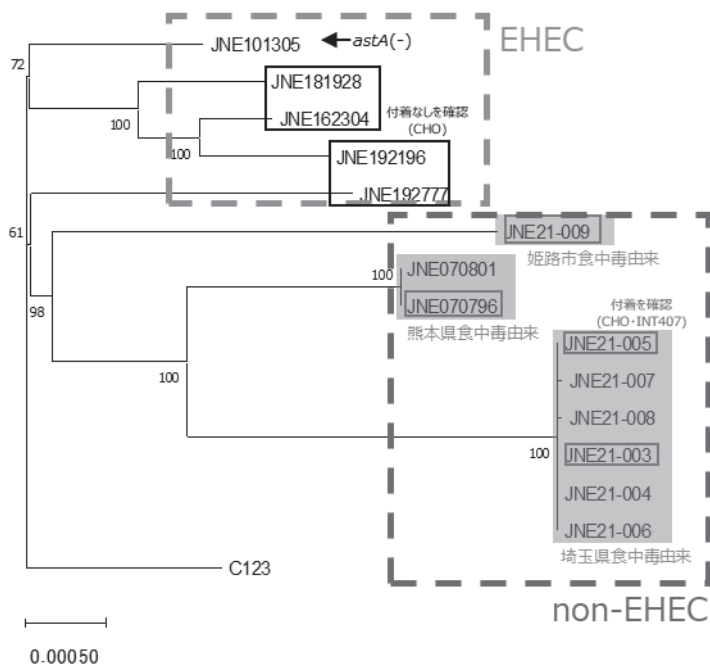 EHEC
72
JNE101305
astA(-)
JNE181928
付着なしを確認
(CHO)
JNE162304
100
100
JNE192196
JNE192777
61
JNE21-009
姫路市食中毒由来
100
JNE070801
JNE070796
付着を確認
(CHO・INT407)
98
熊本県食中毒由来
JNE21-005
100
JNE21-007
JNE21-008
100
JNE21-003
JNE21-004
JNE21-006
埼玉県食中毒由来
C123
non-EHEC
0.00050